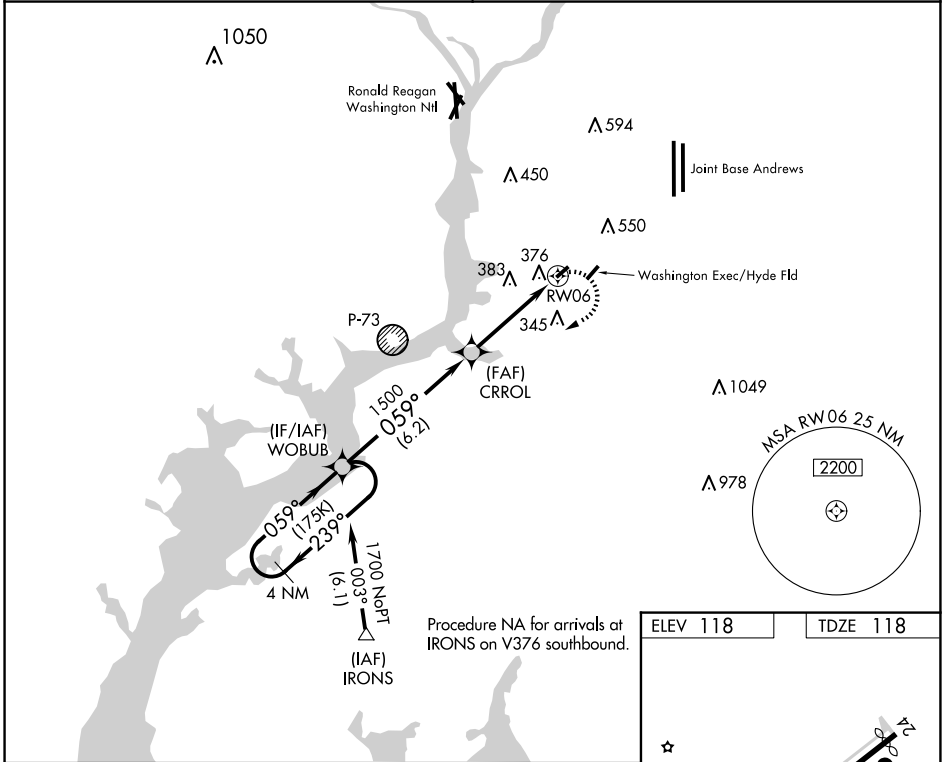 1050
Ronald Reagan
Washington Ntl
594
450
Joint Base Andrews
550
383
376
Washington Exec/Hyde Fld
RW06
345
P-73
(FAF)
CRROL
1500
059°
(6.2)
1049
(IF/IAF)
WOBUB
MSA RW 06 25 NM
2200
978
059°
(175K)
239°
4 NM
1700 NoPT
003°
(6.1)
(IAF)
IRONS
Procedure NA for arrivals at
IRONS on V376 southbound.
ELEV 118
TDZE 118
24